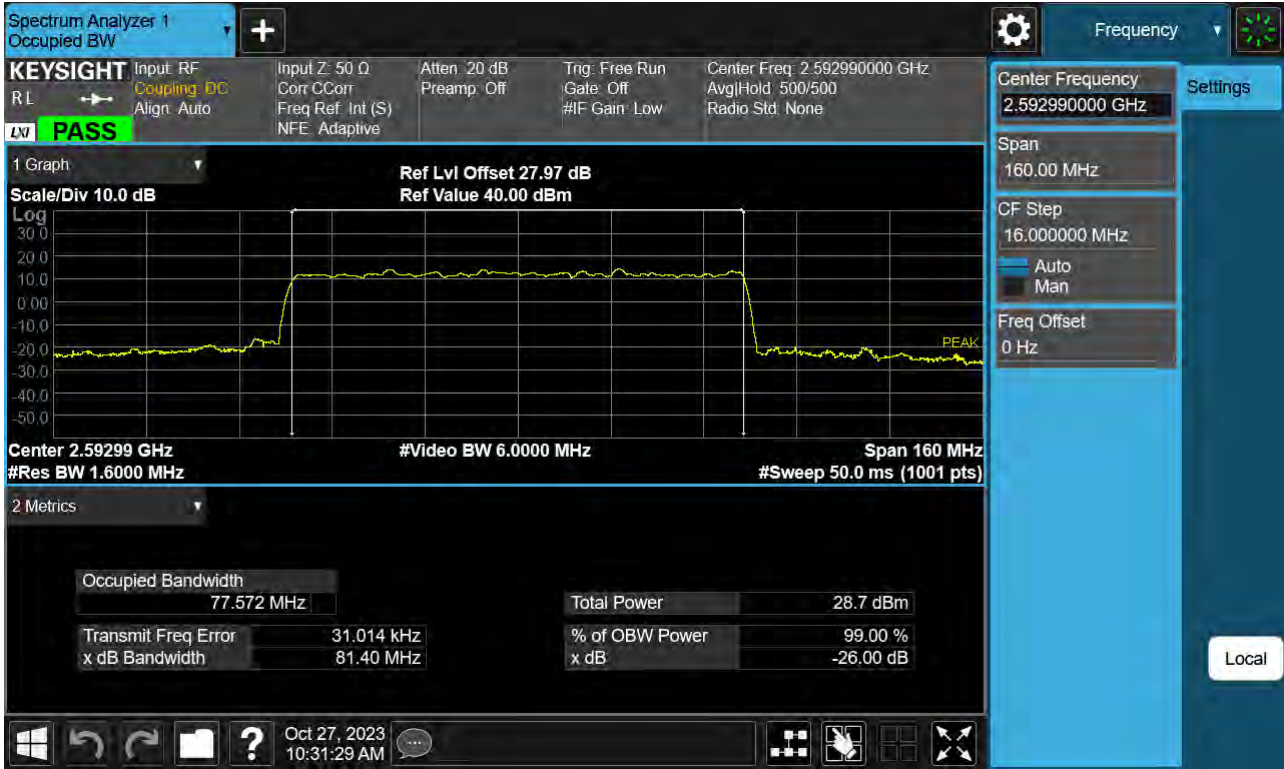 Spectrum Analyzer 1
Occupied BW
+
Frequency
KEYSIGHT
R L
LXI PASS
Input: RF
Coupling: DC
Align: Auto
Input Z: 50 Ω
Corr CCorr
Freq Ref: Int (S)
NFE: Adaptive
Atten: 20 dB
Preamp: Off
Trig: Free Run
Gate: Off
#IF Gain: Low
Center Freq: 2.592990000 GHz
Avg|Hold: 500/500
Radio Std: None
Center Frequency
2.592990000 GHz
Settings
Span
160.00 MHz
CF Step
16.000000 MHz
Auto
Man
Freq Offset
0 Hz
Local
1 Graph
Scale/Div 10.0 dB
Ref Lvl Offset 27.97 dB
Ref Value 40.00 dBm
Log
30.0
20.0
10.0
0.00
-10.0
-20.0
-30.0
-40.0
-50.0
PEAK
Center 2.59299 GHz
#Video BW 6.0000 MHz
Span 160 MHz
#Res BW 1.6000 MHz
#Sweep 50.0 ms (1001 pts)
2 Metrics
Occupied Bandwidth
77.572 MHz
Total Power 28.7 dBm
Transmit Freq Error 31.014 kHz
% of OBW Power 99.00 %
x dB Bandwidth 81.40 MHz
x dB -26.00 dB
?
Oct 27, 2023
10:31:29 AM